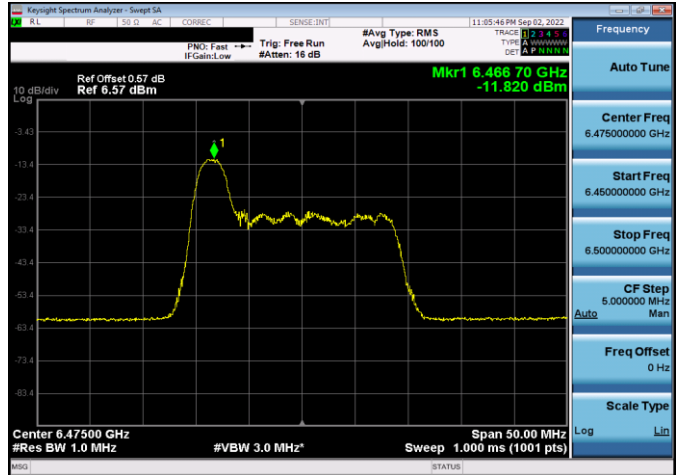 Keysight Spectrum Analyzer - Swept SA
RL RF 50 Ω AC CORREC SENSE:INT 11:05:46 PM Sep 02, 2022
PNO: Fast
IFGain:Low
Trig: Free Run
#Atten: 16 dB
#Avg Type: RMS
Avg|Hold: 100/100
TRACE 1 2 3 4 5 6
TYPE A WWWWW
DET A P N N N N
Ref Offset 0.57 dB
10 dB/div Ref 6.57 dBm
Log
Mkr1 6.466 70 GHz
-11.820 dBm
1
-3.43
-13.4
-23.4
-33.4
-43.4
-53.4
-63.4
-73.4
-83.4
Center 6.47500 GHz
#Res BW 1.0 MHz
#VBW 3.0 MHz*
Span 50.00 MHz
Sweep 1.000 ms (1001 pts)
MSG STATUS
Frequency
Auto Tune
Center Freq
6.475000000 GHz
Start Freq
6.450000000 GHz
Stop Freq
6.500000000 GHz
CF Step
5.000000 MHz
Auto Man
Freq Offset
0 Hz
Scale Type
Log Lin